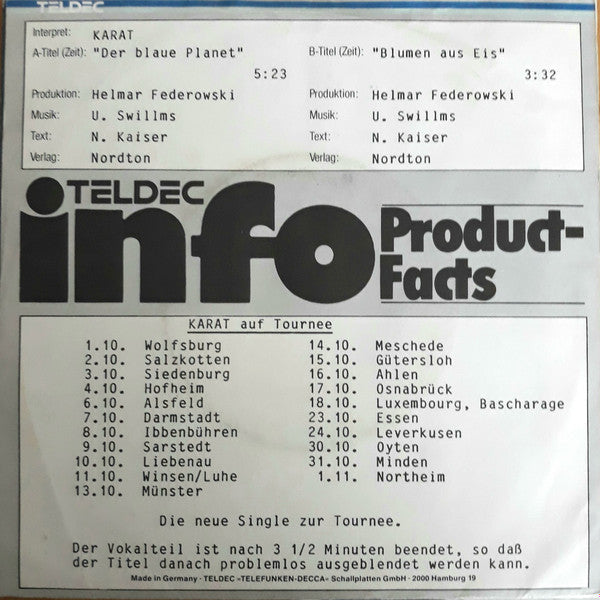 TELDEC
Interpret: KARAT
A-Titel (Zeit): "Der blaue Planet" B-Titel (Zeit): "Blumen aus Eis"
5:23 3:32
Produktion: Helmar Federowski Produktion: Helmar Federowski
Musik: U. Swillms Musik: U. Swillms
Text: N. Kaiser Text: N. Kaiser
Verlag: Nordton Verlag: Nordton
TELDEC
info Product-
Facts
KARAT auf Tournee
1.10. Wolfsburg 14.10. Meschede
2.10. Salzkotten 15.10. Gütersloh
3.10. Siedenburg 16.10. Ahlen
4.10. Hofheim 17.10. Osnabrück
6.10. Alsfeld 18.10. Luxembourg, Bascharage
7.10. Darmstadt 23.10. Essen
8.10. Ibbenbühren 24.10. Leverkusen
9.10. Sarstedt 30.10. Oyten
10.10. Liebenau 31.10. Minden
11.10. Winsen/Luhe 1.11. Northeim
13.10. Münster
Die neue Single zur Tournee.
Der Vokalteil ist nach 3 1/2 Minuten beendet, so daß
der Titel danach problemlos ausgeblendet werden kann.
Made in Germany · TELDEC »TELEFUNKEN-DECCA« Schallplatten GmbH · 2000 Hamburg 19